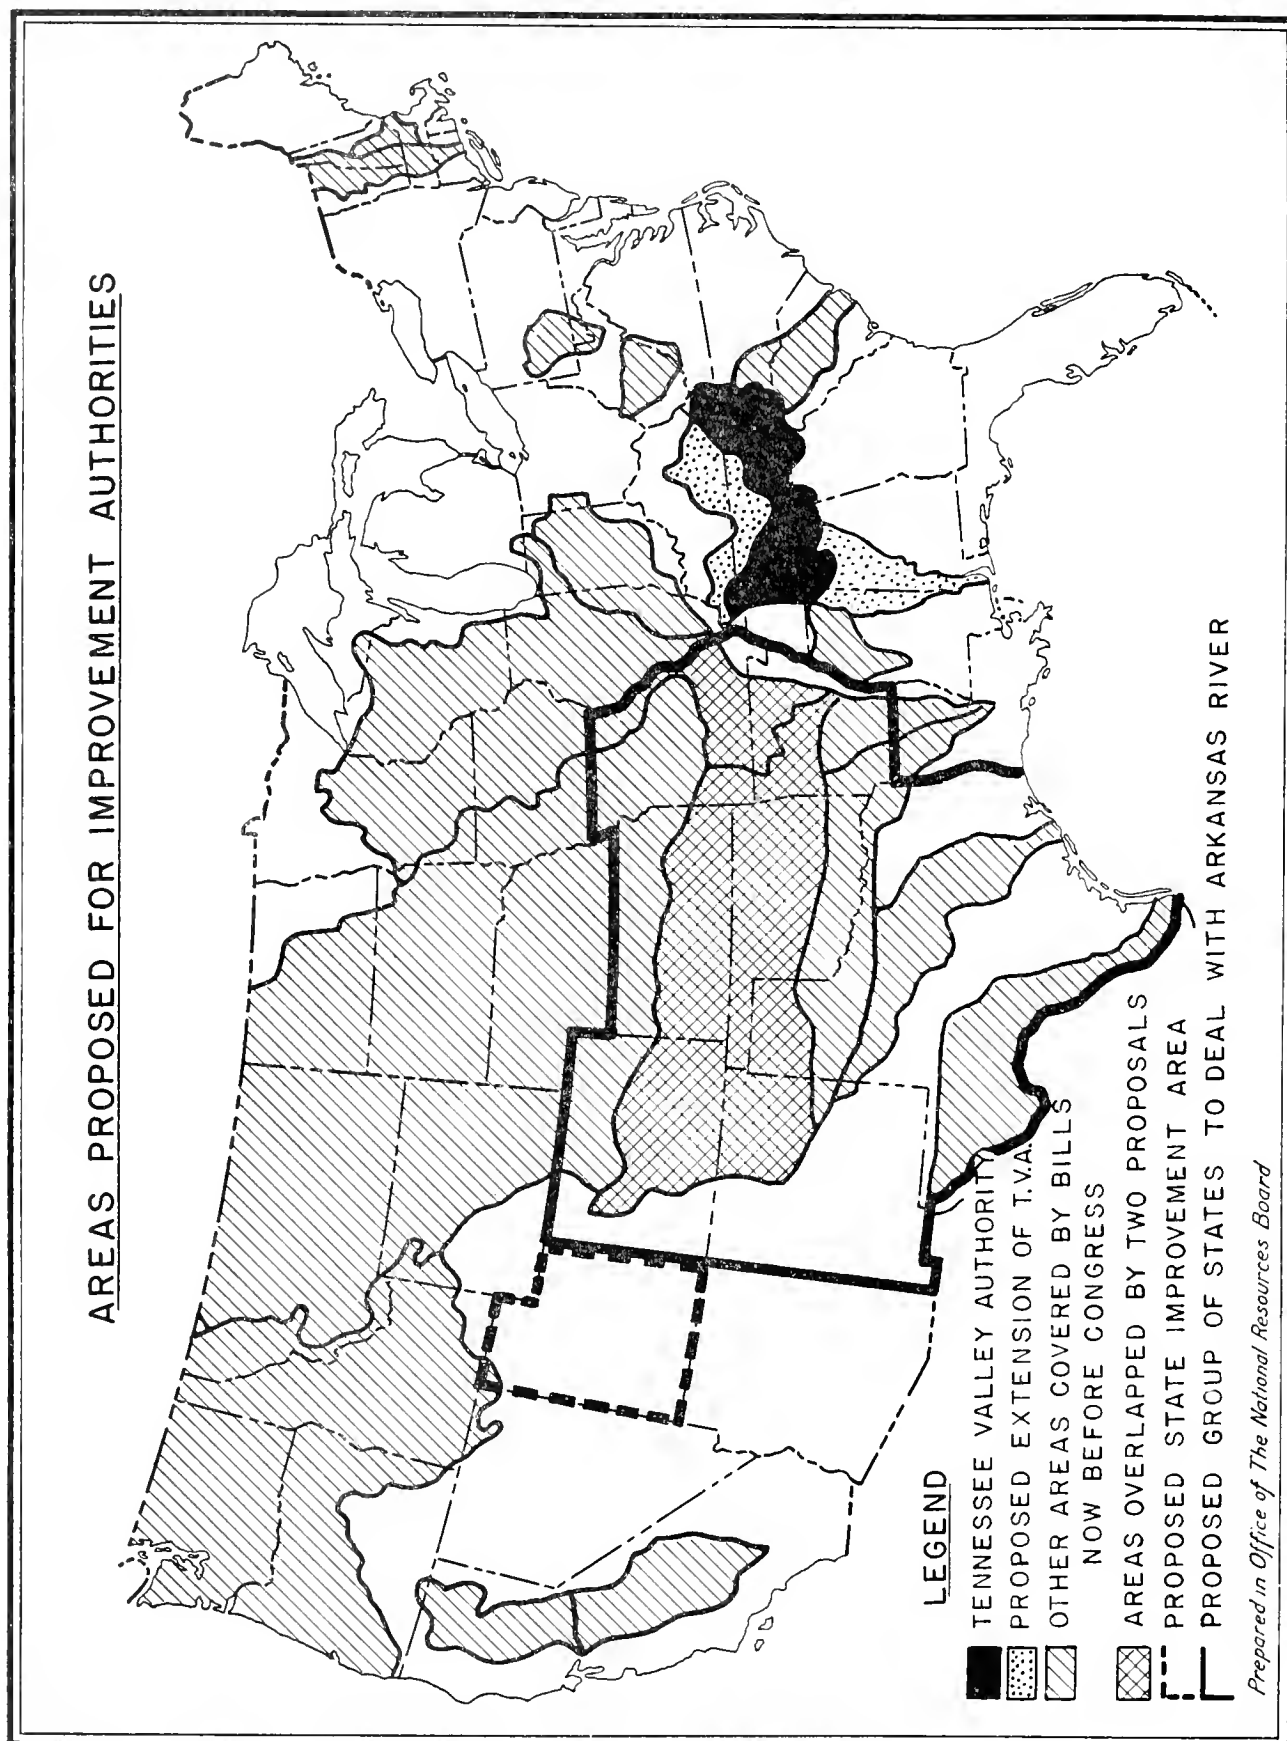 AREAS PROPOSED FOR IMPROVEMENT AUTHORITIES
LEGEND
TENNESSEE VALLEY AUTHORITY
PROPOSED EXTENSION OF T.V.A.
OTHER AREAS COVERED BY BILLS
NOW BEFORE CONGRESS
AREAS OVERLAPPED BY TWO PROPOSALS
PROPOSED STATE IMPROVEMENT AREA
PROPOSED GROUP OF STATES TO DEAL WITH ARKANSAS RIVER
Prepared in Office of The National Resources Board